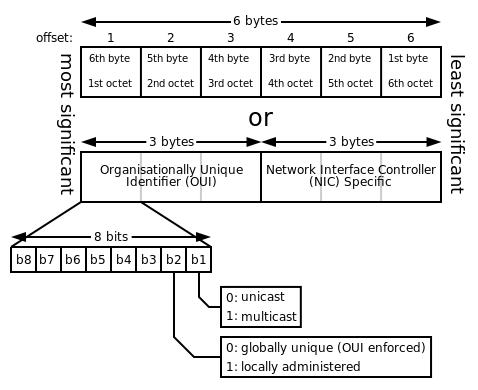 6 bytes
offset: 1 2 3 4 5 6
6th byte 5th byte 4th byte 3rd byte 2nd byte 1st byte
1st octet 2nd octet 3rd octet 4th octet 5th octet 6th octet
most significant
least significant
or
3 bytes 3 bytes
Organisationally Unique
Identifier (OUI)
Network Interface Controller
(NIC) Specific
8 bits
b8 b7 b6 b5 b4 b3 b2 b1
0: unicast
1: multicast
0: globally unique (OUI enforced)
1: locally administered